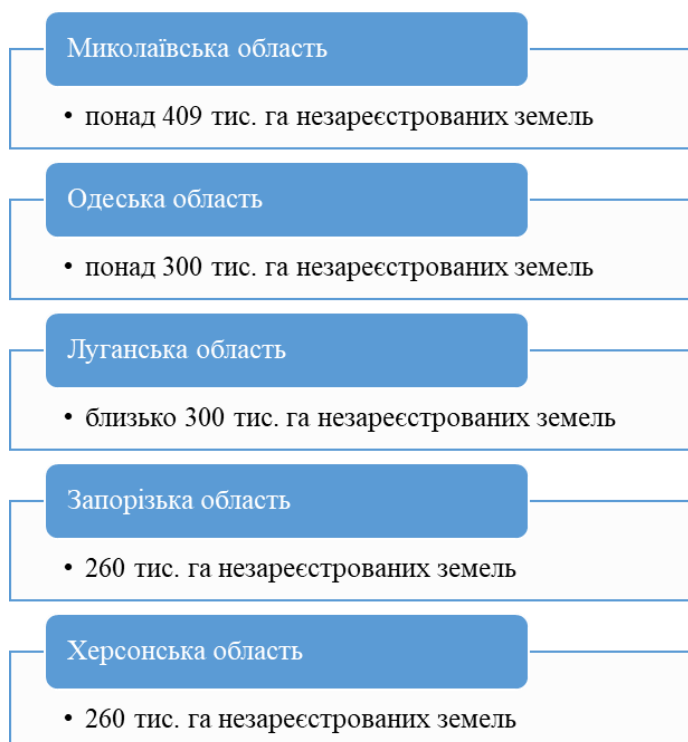 Миколаївська область
• понад 409 тис. га незареєстрованих земель
Одеська область
• понад 300 тис. га незареєстрованих земель
Луганська область
• близько 300 тис. га незареєстрованих земель
Запорізька область
• 260 тис. га незареєстрованих земель
Херсонська область
• 260 тис. га незареєстрованих земель